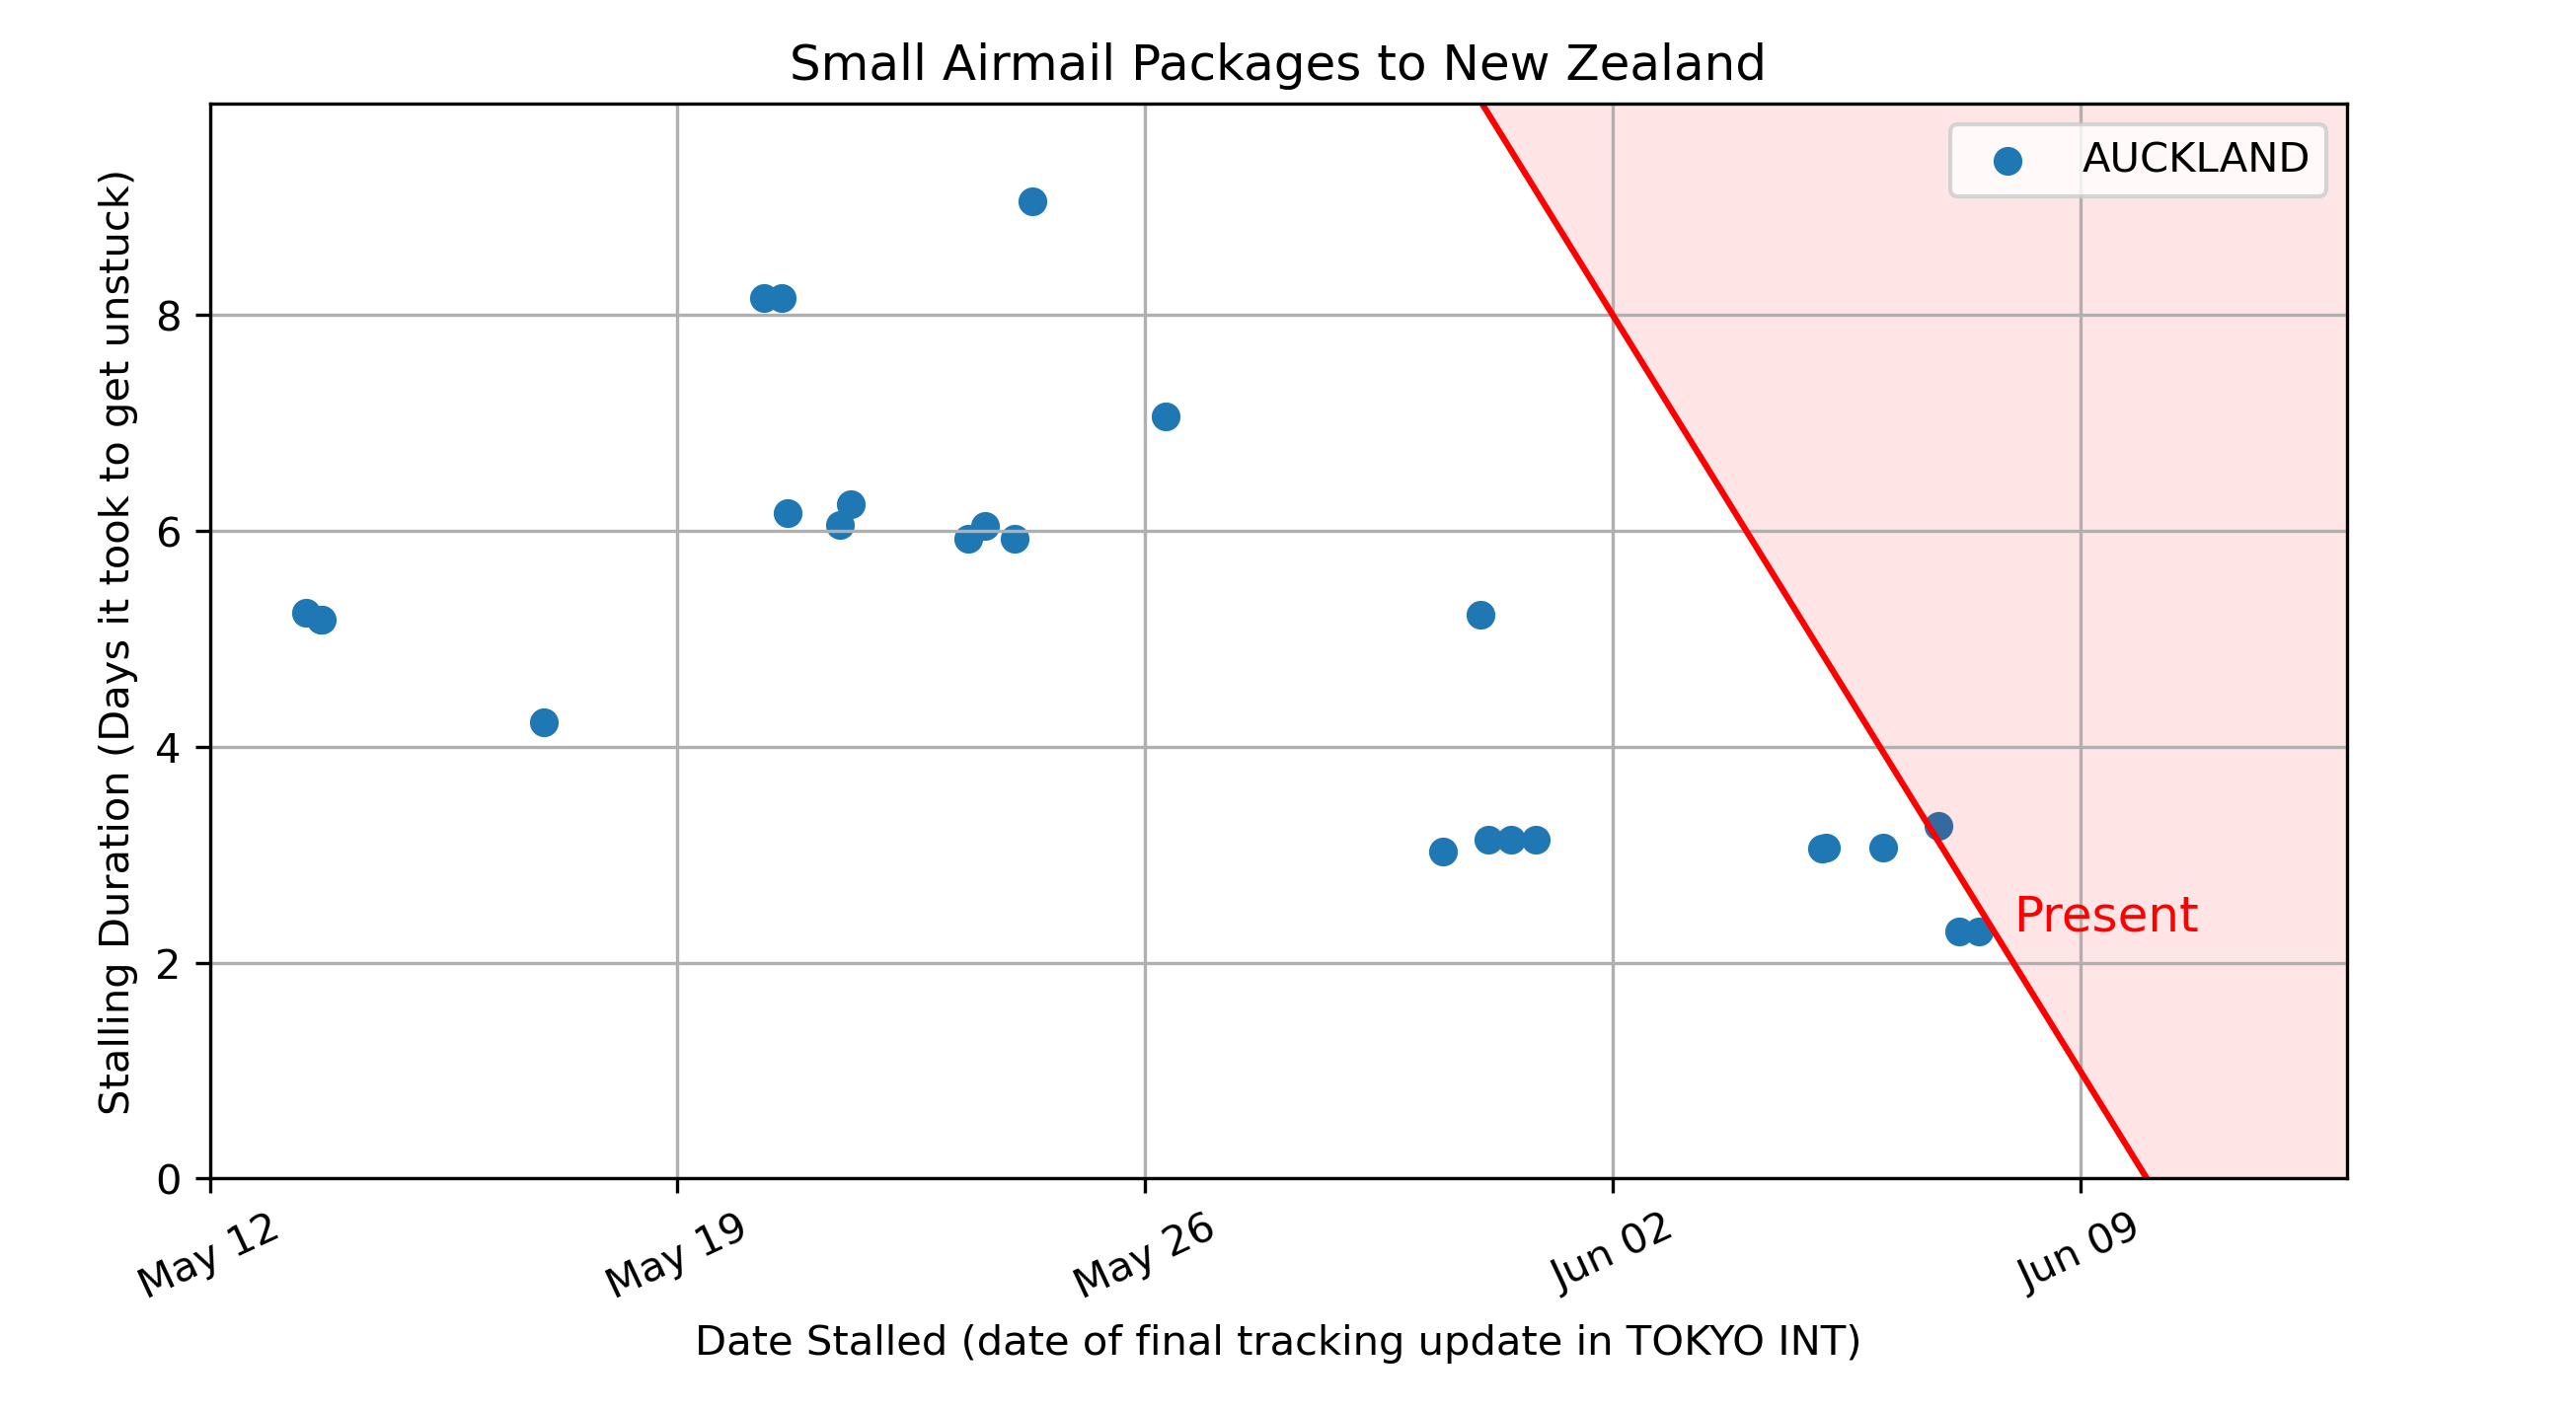 Small Airmail Packages to New Zealand
AUCKLAND
Stalling Duration (Days it took to get unstuck)
8
6
4
2
0
Present
May 12
May 19
May 26
Jun 02
Jun 09
Date Stalled (date of final tracking update in TOKYO INT)